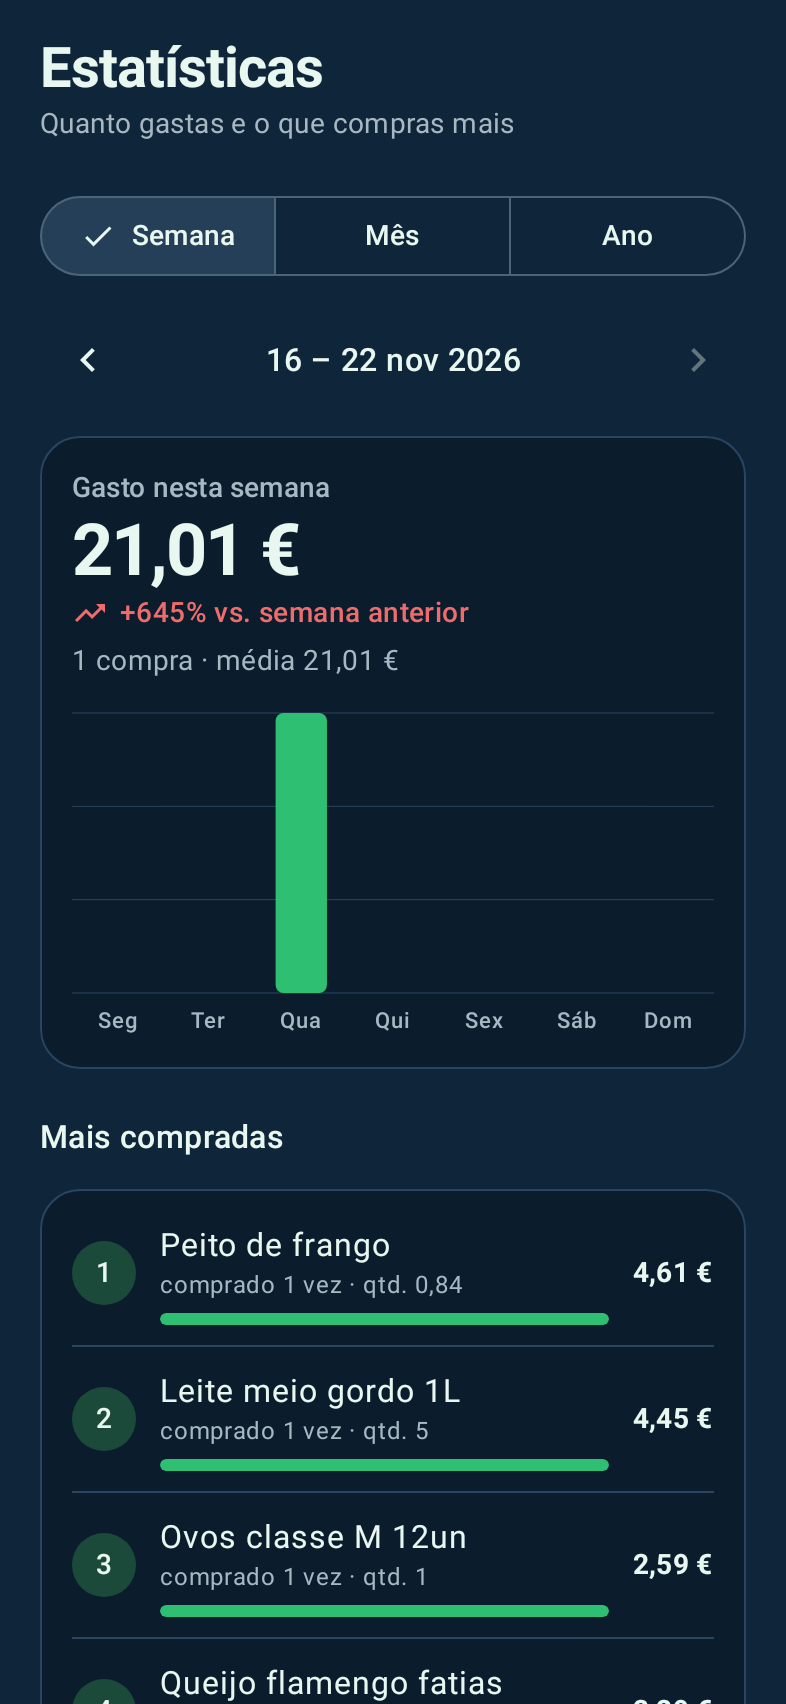 Estatísticas
Quanto gastas e o que compras mais
Semana
Mês
Ano
16 – 22 nov 2026
Gasto nesta semana
21,01 €
+645% vs. semana anterior
1 compra · média 21,01 €
Seg Ter Qua Qui Sex Sáb Dom
Mais compradas
1
Peito de frango
comprado 1 vez · qtd. 0,84
4,61 €
2
Leite meio gordo 1L
comprado 1 vez · qtd. 5
4,45 €
3
Ovos classe M 12un
comprado 1 vez · qtd. 1
2,59 €
Queijo flamengo fatias